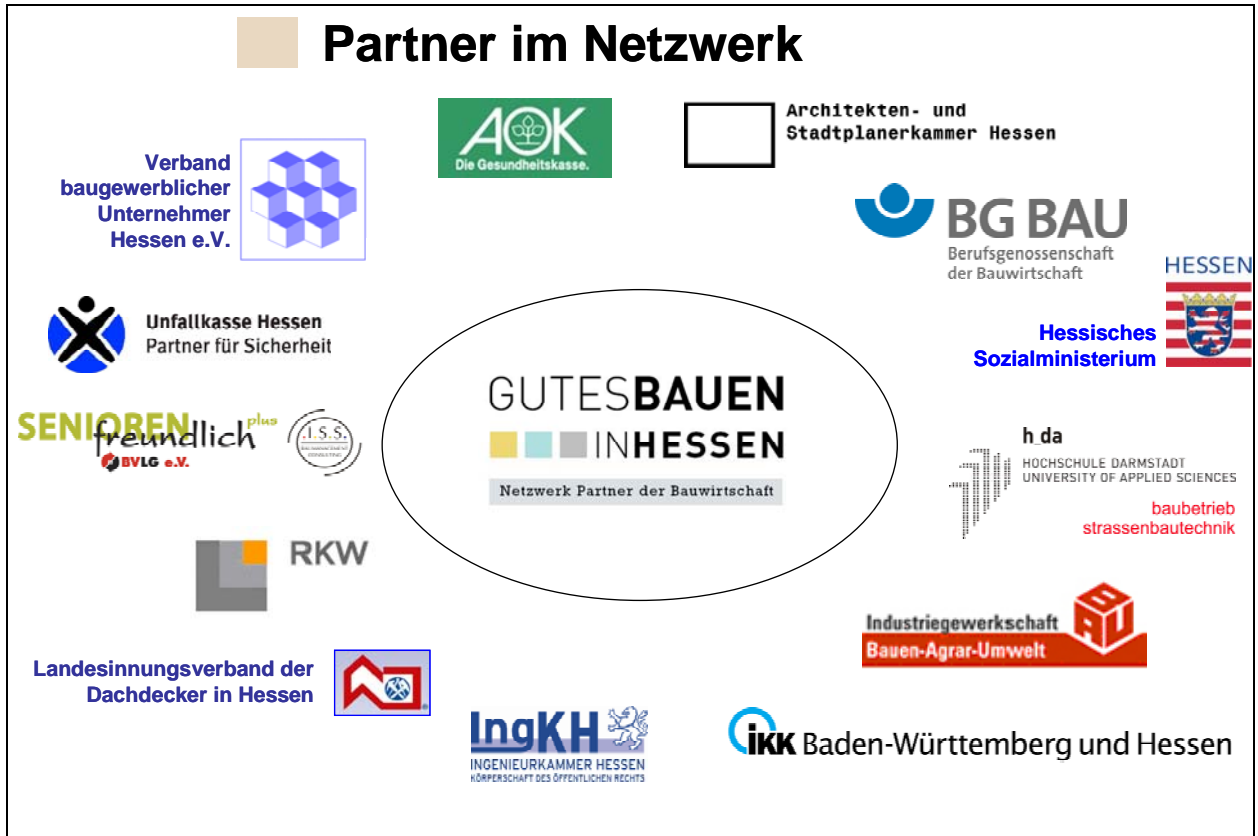 Partner im Netzwerk
AOK
Die Gesundheitskasse.
Architekten- und
Stadtplanerkammer Hessen
Verband
baugewerblicher
Unternehmer
Hessen e.V.
BG BAU
Berufsgenossenschaft
der Bauwirtschaft
HESSEN
Hessisches
Sozialministerium
Unfallkasse Hessen
Partner für Sicherheit
SENIOREN
freundlich plus
BVLG e.V.
I.S.S.
GUTESBAUEN
INHESSEN
Netzwerk Partner der Bauwirtschaft
h_da
HOCHSCHULE DARMSTADT
UNIVERSITY OF APPLIED SCIENCES
baubetrieb
strassenbautechnik
RKW
BAU
Industriegewerkschaft
Bauen-Agrar-Umwelt
Landesinnungsverband der
Dachdecker in Hessen
IngKH
INGENIEURKAMMER HESSEN
KÖRPERSCHAFT DES ÖFFENTLICHEN RECHTS
iKK Baden-Württemberg und Hessen